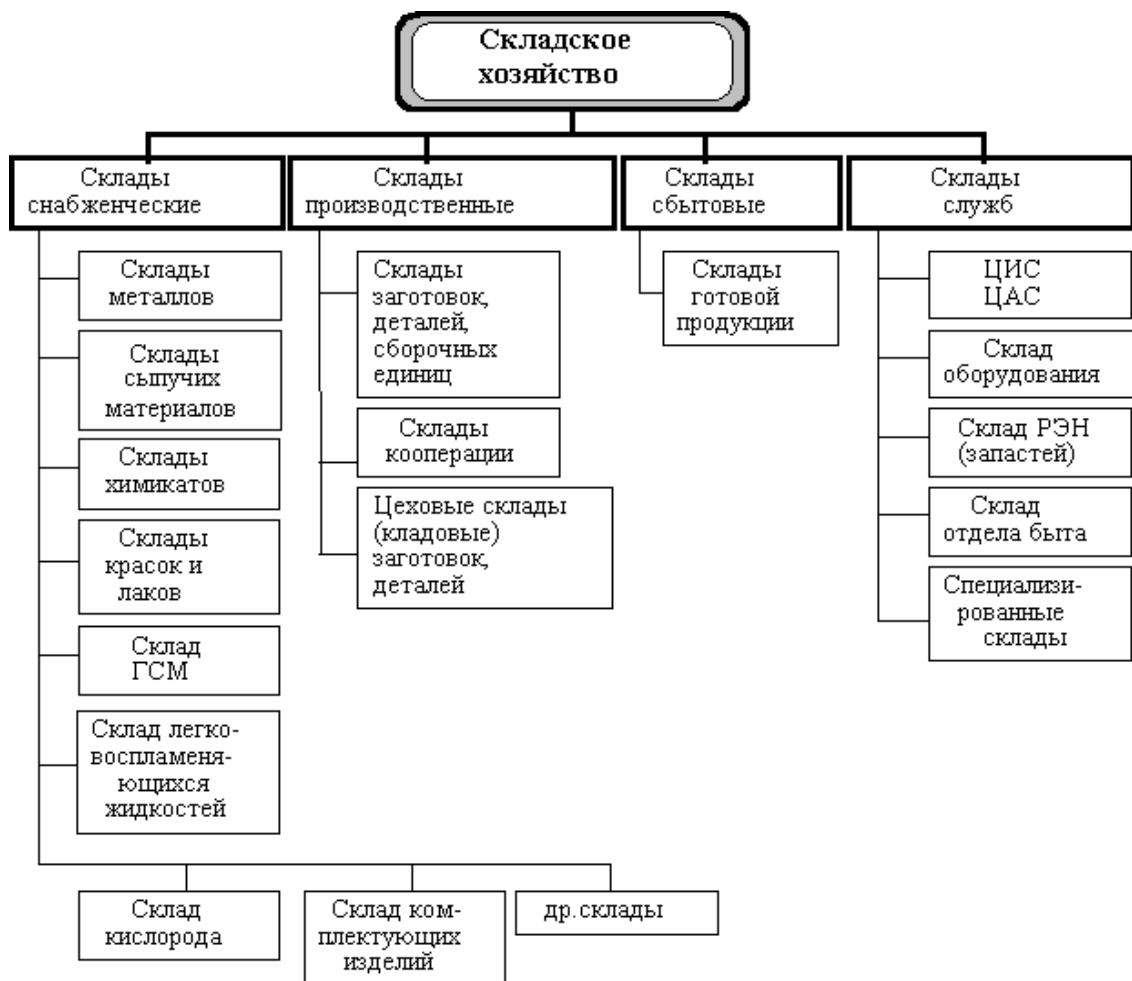 Складское
хозяйство
Склады
снабженческие
Склады
производственные
Склады
сбытовые
Склады
служб
Склады
металлов
Склады
сыпучих
материалов
Склады
химикатов
Склады
красок и
лаков
Склад
ГСМ
Склад легко-
воспламеня-
ющихся
жидкостей
Склад
кислорода
Склад ком-
плектующих
изделий
др.склады
Склады
заготовок,
деталей,
сборочных
единиц
Склады
кооперации
Цеховые склады
(кладовые)
заготовок,
деталей
Склады
готовой
продукции
ЦИС
ЦАС
Склад
оборудования
Склад РЭН
(запастей)
Склад
отдела быта
Специализи-
рованные
склады